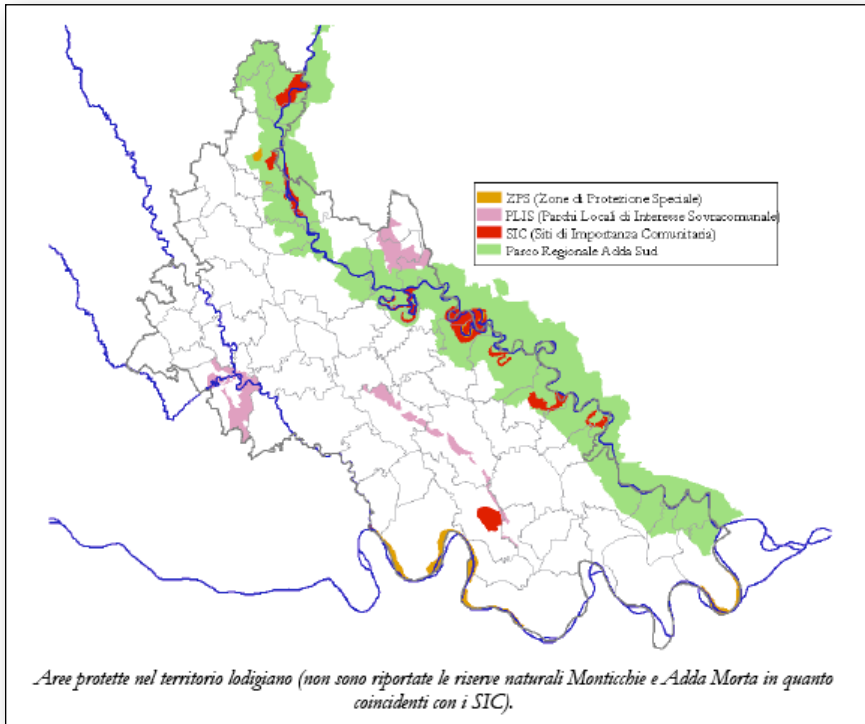 ZPS (Zone di Protezione Speciale)
PLIS (Parchi Locali di Interesse Sovracomunale)
SIC (Siti di Importanza Comunitaria)
Parco Regionale Adda Sud
Aree protette nel territorio lodigiano (non sono riportate le riserve naturali Monticchie e Adda Morta in quanto
coincidenti con i SIC).